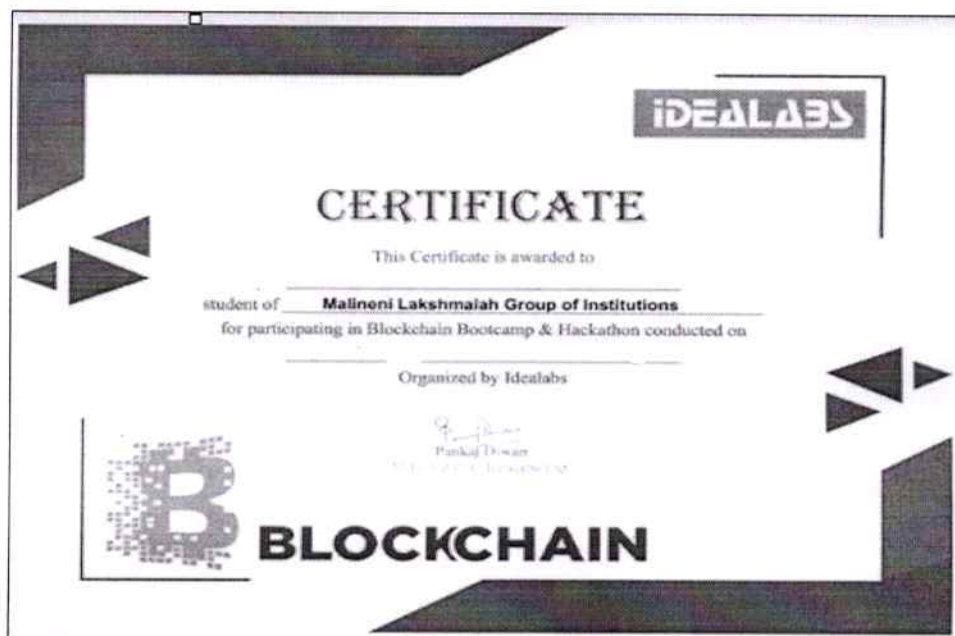 iDEALABS
CERTIFICATE
This Certificate is awarded to
student of Malineni Lakshmaiah Group of Institutions
for participating in Blockchain Bootcamp & Hackathon conducted on
Organized by Idealabs
Pankaj Diwan
BLOCKCHAIN